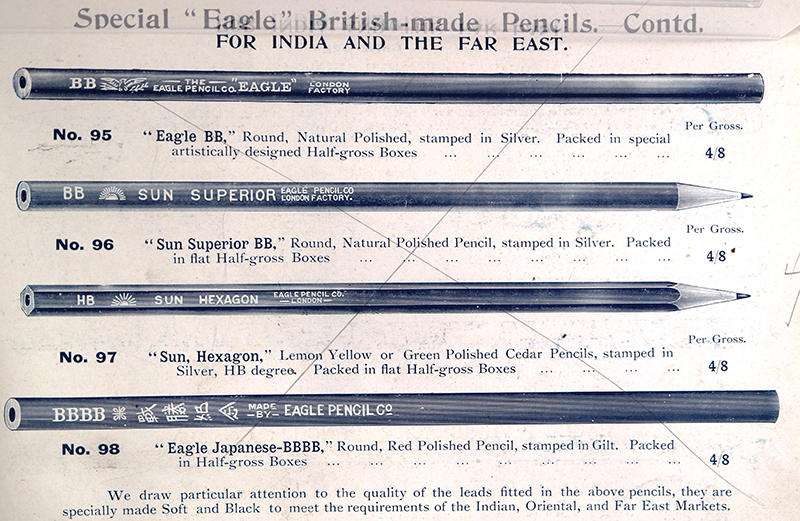 Special "Eagle" British-made Pencils. Contd.
FOR INDIA AND THE FAR EAST.
BB THE EAGLE PENCIL CO. "EAGLE" LONDON FACTORY
Per Gross.
No. 95 "Eagle BB," Round, Natural Polished, stamped in Silver. Packed in special
artistically designed Half-gross Boxes ... ... ... ... ... 4/8
BB SUN SUPERIOR EAGLE PENCIL CO LONDON FACTORY.
Per Gross.
No. 96 "Sun Superior BB," Round, Natural Polished Pencil, stamped in Silver. Packed
in flat Half-gross Boxes ... ... ... ... ... ... 4/8
HB SUN HEXAGON EAGLE PENCIL CO. LONDON
Per Gross.
No. 97 "Sun, Hexagon," Lemon Yellow or Green Polished Cedar Pencils, stamped in
Silver, HB degree. Packed in flat Half-gross Boxes ... ... ... 4/8
BBBB MADE BY EAGLE PENCIL CO
No. 98 "Eagle Japanese-BBBB," Round, Red Polished Pencil, stamped in Gilt. Packed
in Half-gross Boxes ... ... ... ... ... ... ... 4/8
We draw particular attention to the quality of the leads fitted in the above pencils, they are
specially made Soft and Black to meet the requirements of the Indian, Oriental, and Far East Markets.